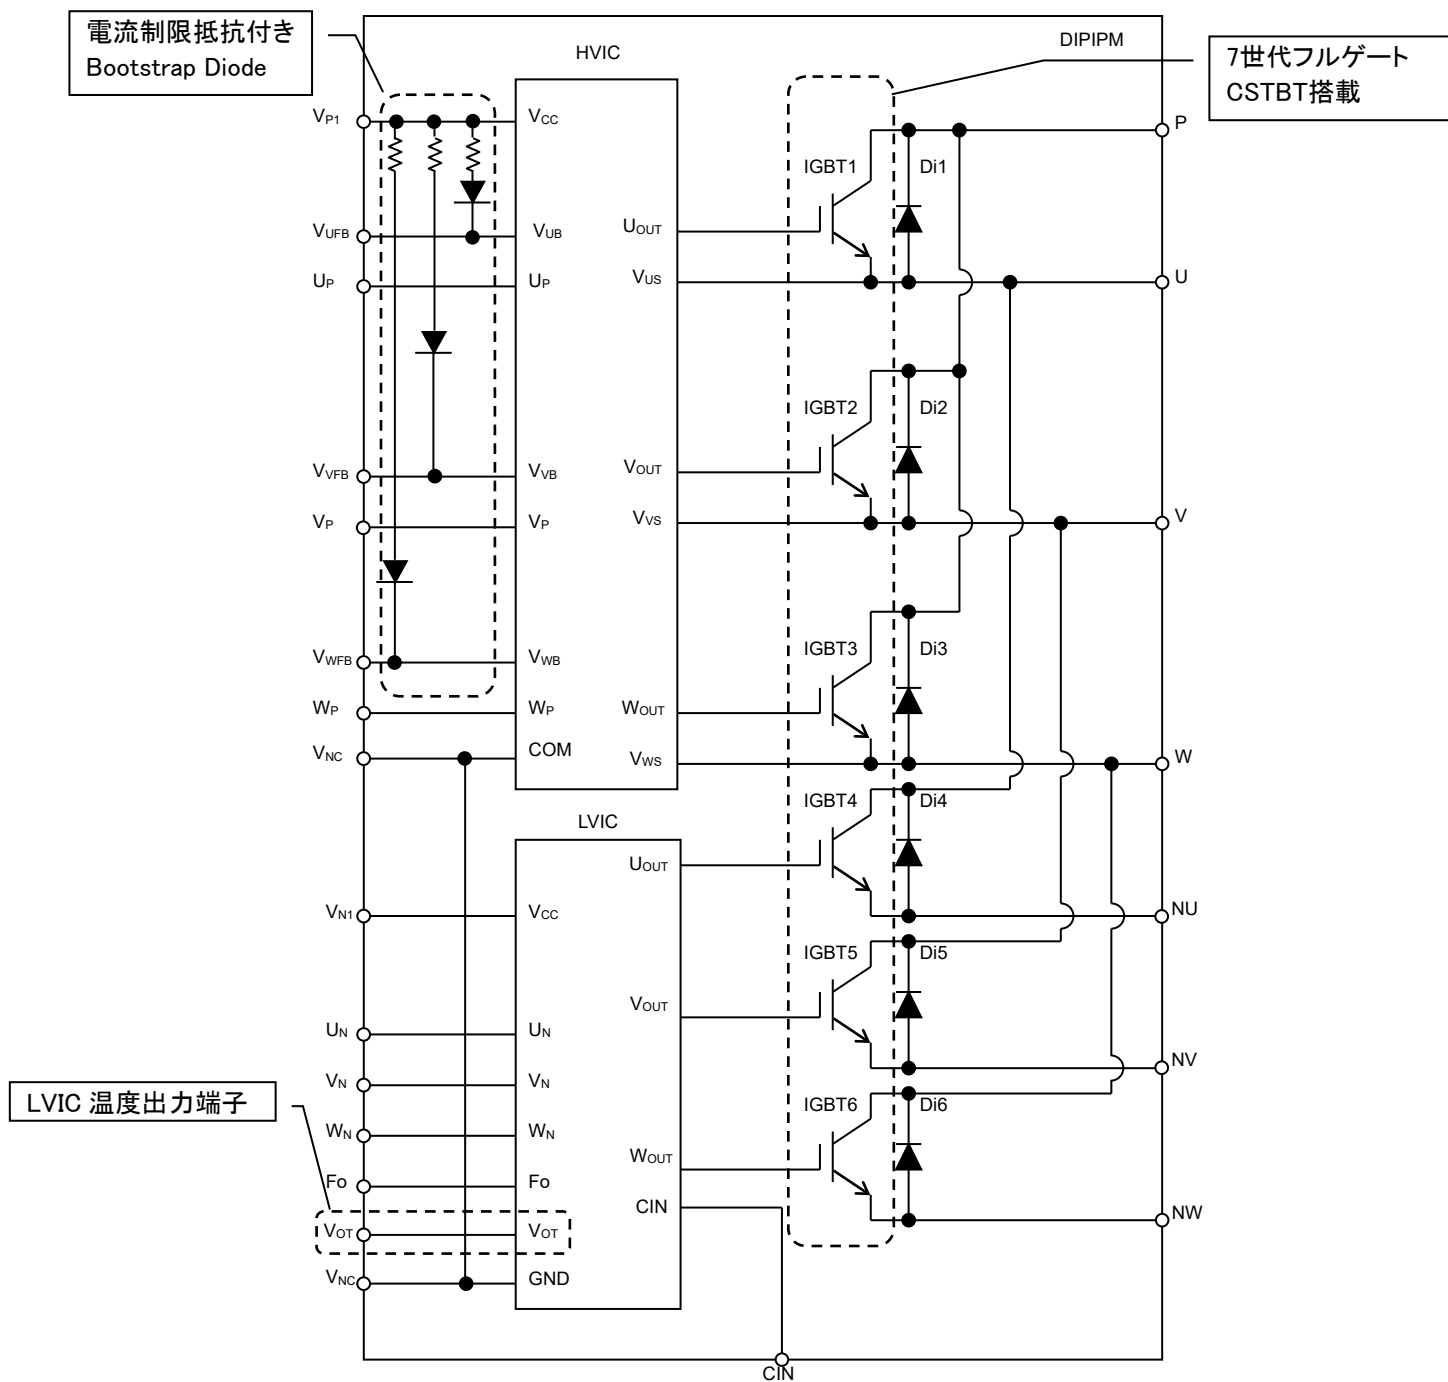 電流制限抵抗付き
Bootstrap Diode
HVIC
DIPIPM
7世代フルゲート
CSTBT搭載
VP1
VCC
P
IGBT1
Di1
VUFB
VUB
UOUT
UP
UP
VUS
U
IGBT2
Di2
VVFB
VVB
VOUT
VP
VP
VVS
V
IGBT3
Di3
VWFB
VWB
WP
WP
WOUT
VNC
COM
VWS
W
IGBT4
Di4
LVIC
UOUT
VN1
VCC
NU
IGBT5
Di5
VOUT
UN
UN
NV
VN
VN
LVIC 温度出力端子
IGBT6
Di6
WN
WN
WOUT
Fo
Fo
CIN
NW
VOT
VOT
VNC
GND
CIN